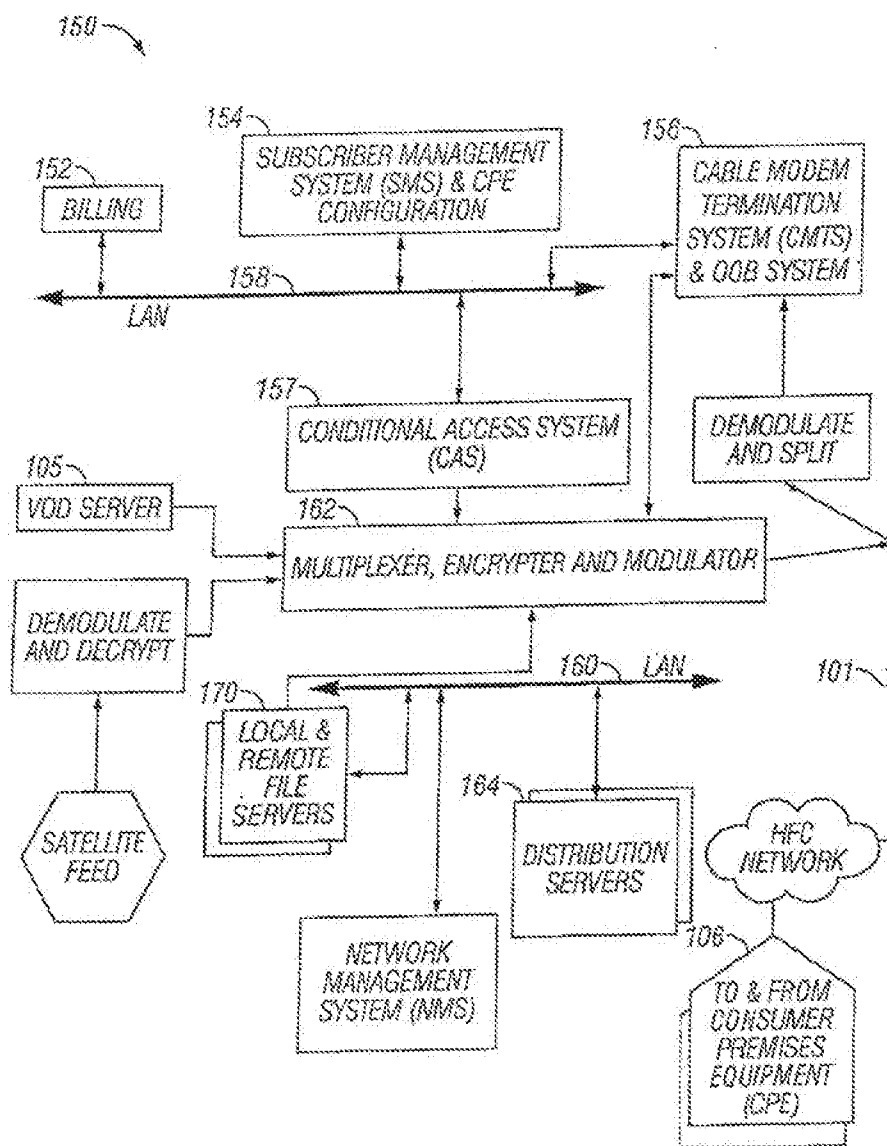 150
154
SUBSCRIBER MANAGEMENT
SYSTEM (SMS) & CPE
CONFIGURATION
156
CABLE MODEM
TERMINATION
SYSTEM (CMTS)
& OOB SYSTEM
152
BILLING
158
LAN
157
CONDITIONAL ACCESS SYSTEM
(CAS)
DEMODULATE
AND SPLIT
105
VOD SERVER
162
MULTIPLEXER, ENCRYPTER AND MODULATOR
DEMODULATE
AND DECRYPT
160
LAN
101
170
LOCAL &
REMOTE
FILE
SERVERS
164
DISTRIBUTION
SERVERS
SATELLITE
FEED
HFC
NETWORK
NETWORK
MANAGEMENT
SYSTEM (NMS)
106
TO & FROM
CONSUMER
PREMISES
EQUIPMENT
(CPE)